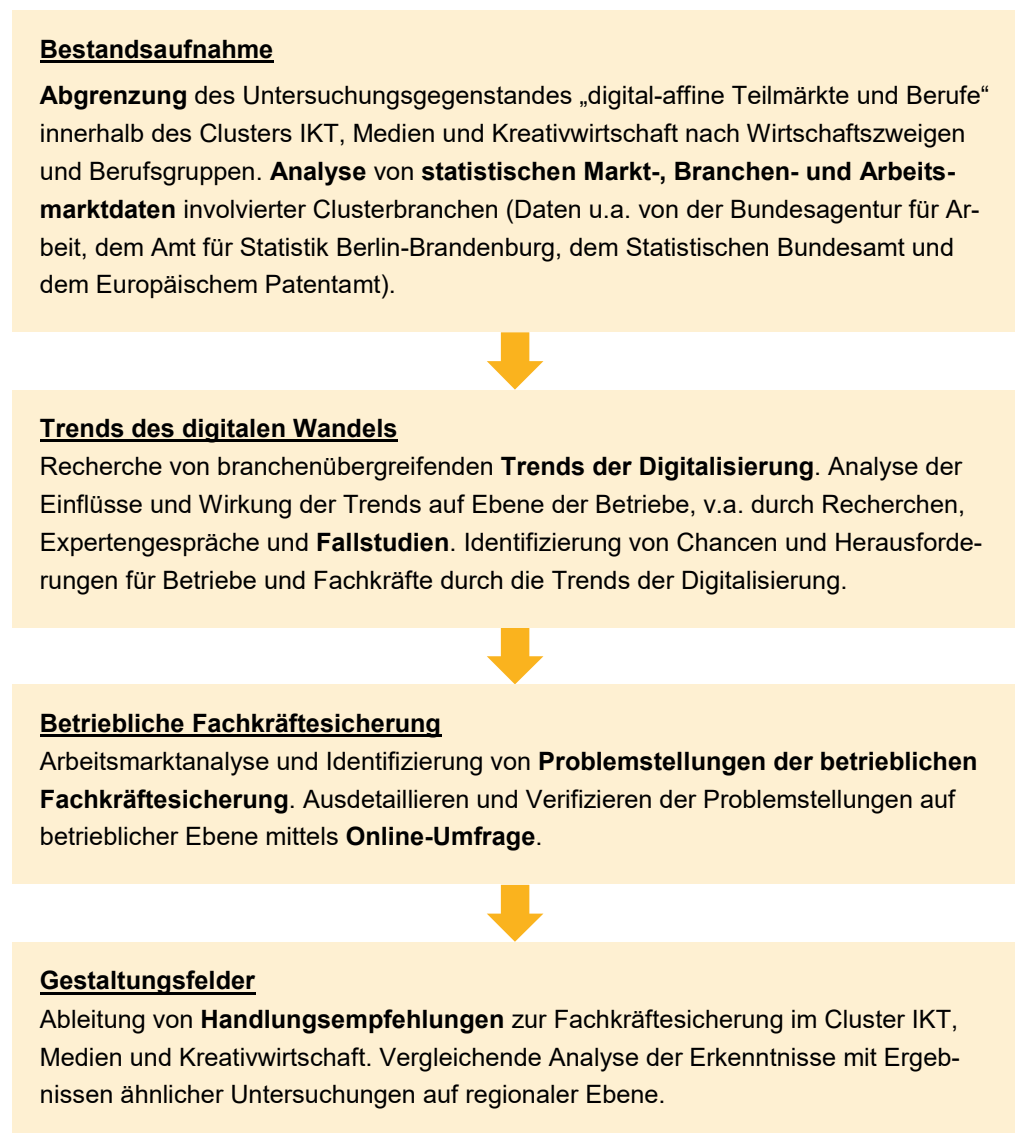 Bestandsaufnahme
Abgrenzung des Untersuchungsgegenstandes „digital-affine Teilmärkte und Berufe“
innerhalb des Clusters IKT, Medien und Kreativwirtschaft nach Wirtschaftszweigen
und Berufsgruppen. Analyse von statistischen Markt-, Branchen- und Arbeits-
marktdaten involvierter Clusterbranchen (Daten u.a. von der Bundesagentur für Ar-
beit, dem Amt für Statistik Berlin-Brandenburg, dem Statistischen Bundesamt und
dem Europäischem Patentamt).
Trends des digitalen Wandels
Recherche von branchenübergreifenden Trends der Digitalisierung. Analyse der
Einflüsse und Wirkung der Trends auf Ebene der Betriebe, v.a. durch Recherchen,
Expertengespräche und Fallstudien. Identifizierung von Chancen und Herausforde-
rungen für Betriebe und Fachkräfte durch die Trends der Digitalisierung.
Betriebliche Fachkräftesicherung
Arbeitsmarktanalyse und Identifizierung von Problemstellungen der betrieblichen
Fachkräftesicherung. Ausdetaillieren und Verifizieren der Problemstellungen auf
betrieblicher Ebene mittels Online-Umfrage.
Gestaltungsfelder
Ableitung von Handlungsempfehlungen zur Fachkräftesicherung im Cluster IKT,
Medien und Kreativwirtschaft. Vergleichende Analyse der Erkenntnisse mit Ergeb-
nissen ähnlicher Untersuchungen auf regionaler Ebene.